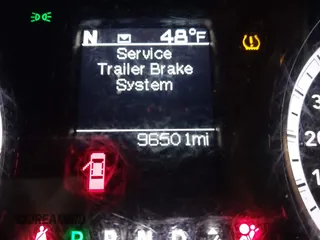 N 48°F
Service
Trailer Brake
System
96501mi
P R N D